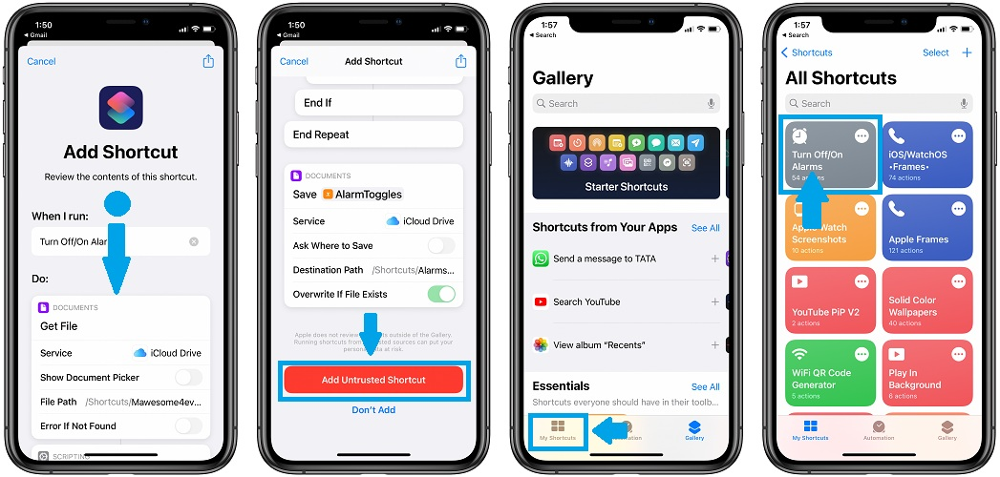 1:50
Gmail
Cancel
Add Shortcut
Review the contents of this shortcut.
When I run:
Turn Off/On Alar
Do:
DOCUMENTS
Get File
Service
iCloud Drive
Show Document Picker
File Path
/Shortcuts/Mawesome4ev...
Error If Not Found
SCRIPTING
1:50
Gmail
Cancel
Add Shortcut
End If
End Repeat
DOCUMENTS
Save AlarmToggles
Service
iCloud Drive
Ask Where to Save
Destination Path
/Shortcuts/Alarms...
Overwrite If File Exists
Apple does not review outside of the Gallery.
Running shortcuts from sources can put your
personal data at risk.
Add Untrusted Shortcut
Don't Add
1:57
Search
Gallery
Search
Starter Shortcuts
Shortcuts from Your Apps
See All
Send a message to TATA
Search YouTube
View album “Recents”
Essentials
See All
Shortcuts everyone should have in their toolb...
My Shortcuts
Gallery
1:57
Search
Shortcuts
Select
All Shortcuts
Search
Turn Off/On
Alarms
54 actions
iOS/WatchOS
•Frames•
74 actions
Apple Watch
Screenshots
10 actions
Apple Frames
121 actions
YouTube PiP V2
2 actions
Solid Color
Wallpapers
40 actions
WiFi QR Code
Generator
5 actions
Play In
Background
6 actions
My Shortcuts
Automation
Gallery